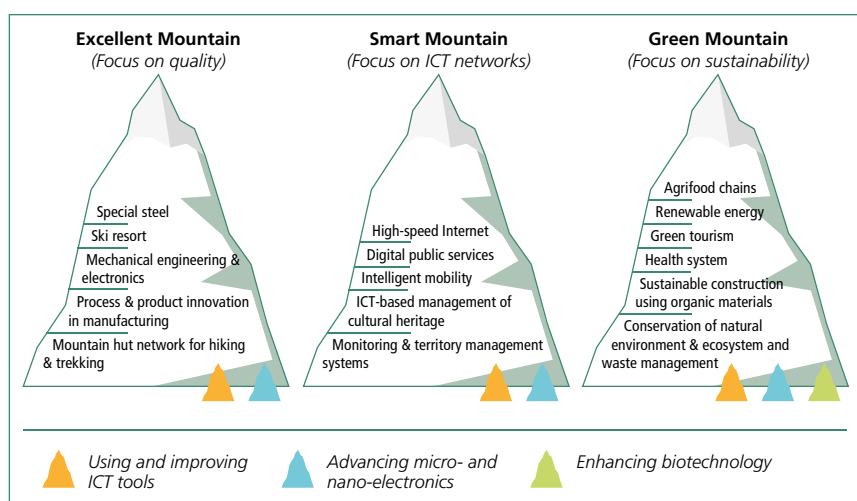 Excellent Mountain
(Focus on quality)
Special steel
Ski resort
Mechanical engineering &
electronics
Process & product innovation
in manufacturing
Mountain hut network for hiking
& trekking
Smart Mountain
(Focus on ICT networks)
High-speed Internet
Digital public services
Intelligent mobility
ICT-based management of
cultural heritage
Monitoring & territory management
systems
Green Mountain
(Focus on sustainability)
Agrifood chains
Renewable energy
Green tourism
Health system
Sustainable construction
using organic materials
Conservation of natural
environment & ecosystem and
waste management
Using and improving
ICT tools
Advancing micro- and
nano-electronics
Enhancing biotechnology